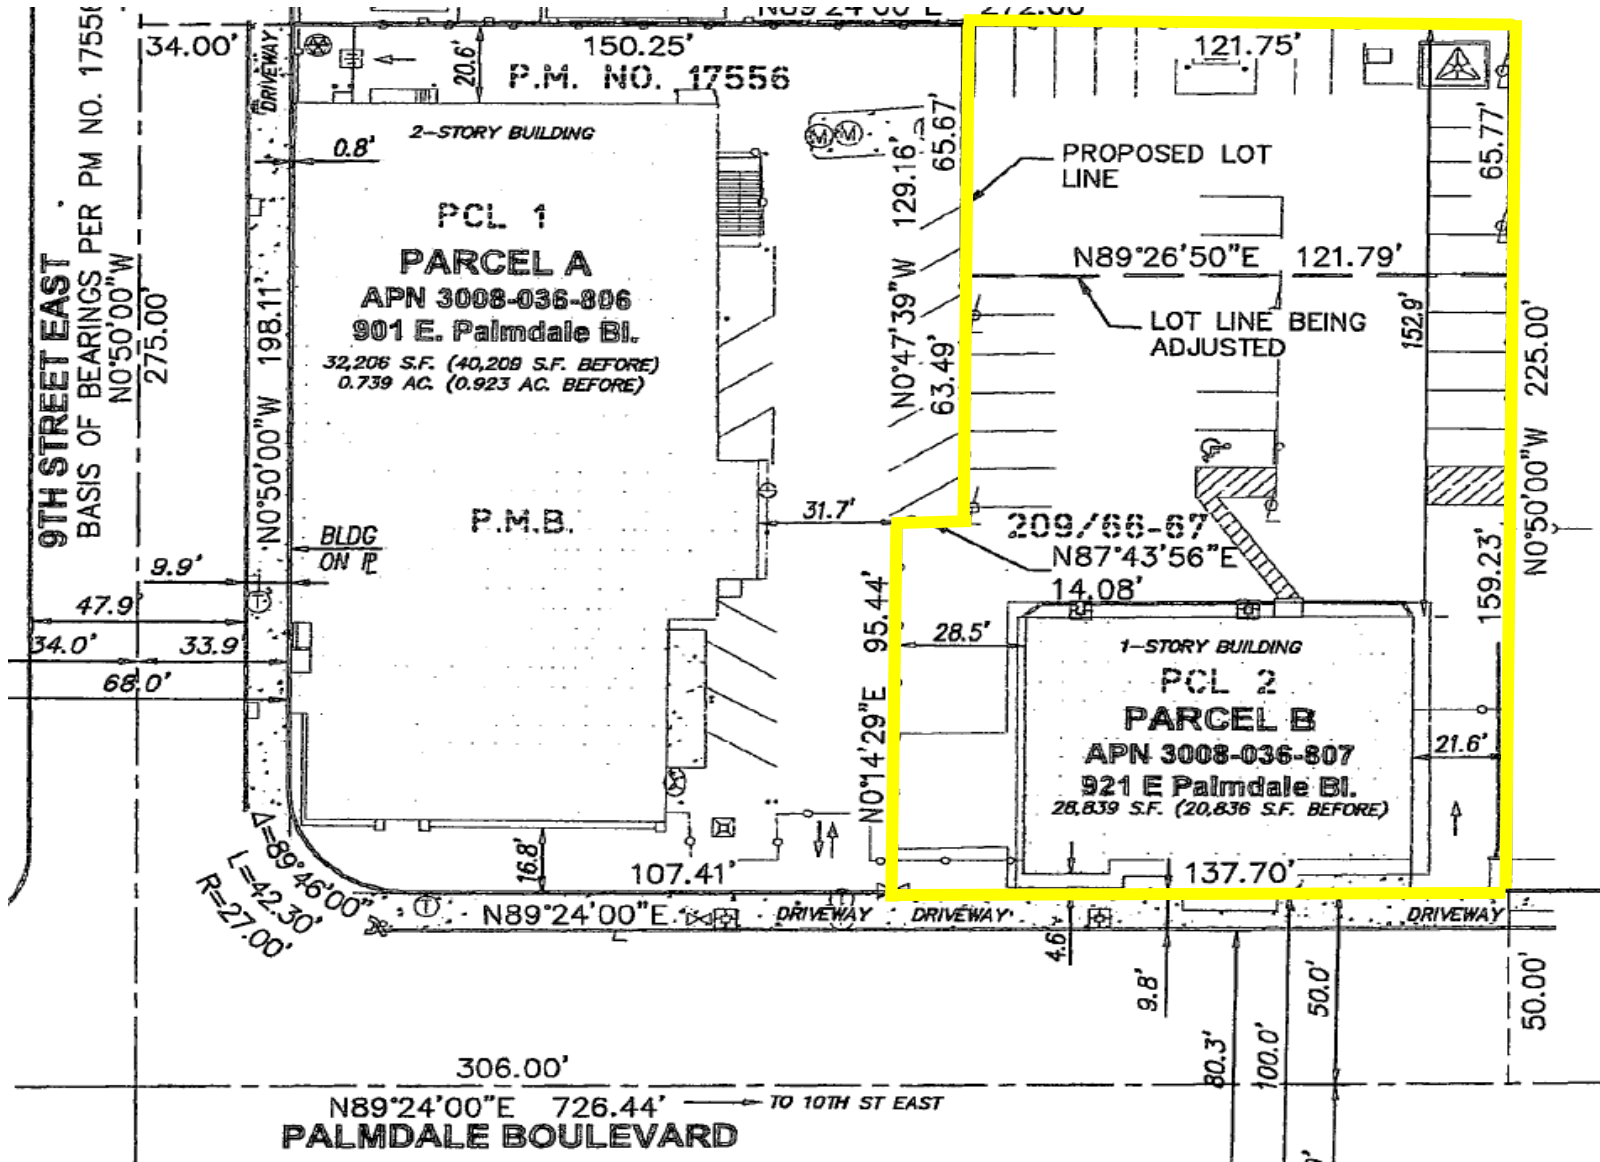 N89°24'00"E 272.00'
34.00'
DRIVEWAY
150.25'
121.75'
20.6'
P.M. NO. 17556
2-STORY BUILDING
0.8'
129.16'
65.67'
65.77'
PROPOSED LOT
LINE
PCL 1
PARCEL A
APN 3008-036-806
901 E. Palmdale Bl.
32,206 S.F. (40,209 S.F. BEFORE)
0.739 AC. (0.923 AC. BEFORE)
N89°26'50"E 121.79'
LOT LINE BEING
ADJUSTED
9TH STREET EAST
BASIS OF BEARINGS PER PM NO. 17556
N0°50'00"W
275.00'
N0°50'00"W 198.11'
N0°47'39"W
63.49'
152.9'
N0°50'00"W 225.00'
P.M.B.
31.7'
209/66-67
N87°43'56"E
14.08'
BLDG
ON PL
9.9'
47.9
34.0'
33.9
68.0'
T
M M
N0°14'29"E 95.44'
28.5'
159.23'
1-STORY BUILDING
PCL 2
PARCEL B
APN 3008-036-807
921 E Palmdale Bl.
28,839 S.F. (20,836 S.F. BEFORE)
21.6'
Δ=89°46'00"
L=42.30'
R=27.00'
16.8'
107.41'
137.70'
T
N89°24'00"E
DRIVEWAY
DRIVEWAY
DRIVEWAY
4.6
9.8'
80.3'
100.0'
50.0'
50.00'
306.00'
N89°24'00"E 726.44' TO 10TH ST EAST
PALMDALE BOULEVARD